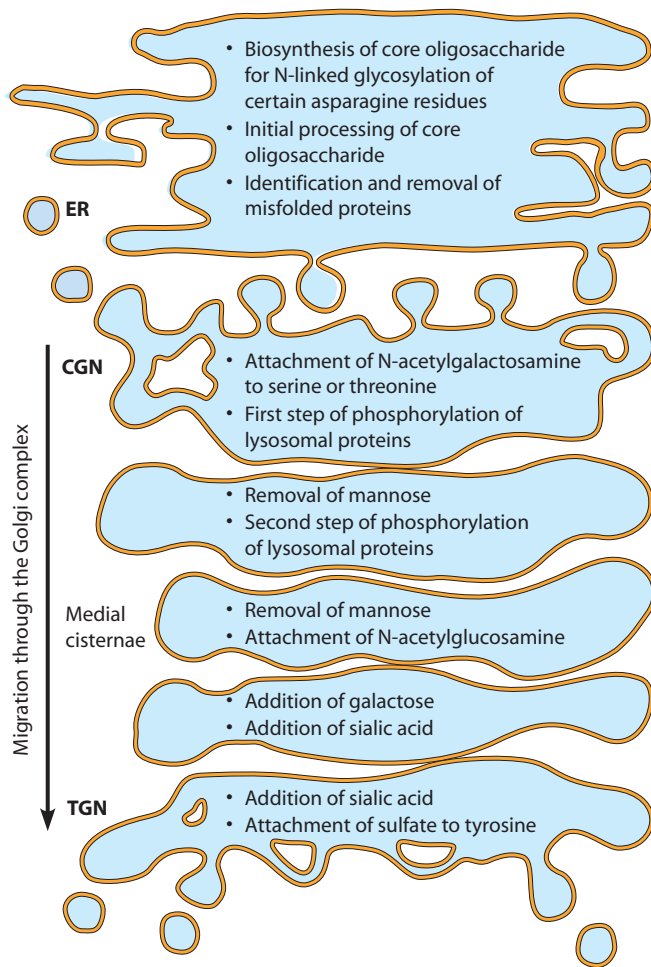 • Biosynthesis of core oligosaccharide
for N-linked glycosylation of
certain asparagine residues
• Initial processing of core
oligosaccharide
• Identification and removal of
misfolded proteins
ER
CGN
• Attachment of N-acetylgalactosamine
to serine or threonine
• First step of phosphorylation of
lysosomal proteins
Migration through the Golgi complex
• Removal of mannose
• Second step of phosphorylation
of lysosomal proteins
Medial
cisternae
• Removal of mannose
• Attachment of N-acetylglucosamine
• Addition of galactose
• Addition of sialic acid
TGN
• Addition of sialic acid
• Attachment of sulfate to tyrosine